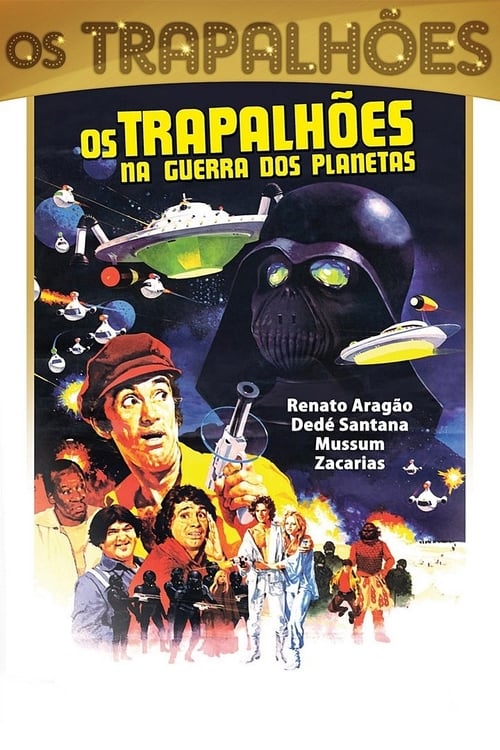 OS TRAPALHÕES
OS TRAPALHÕES
NA GUERRA DOS PLANETAS
Renato Aragão
Dedé Santana
Mussum
Zacarias